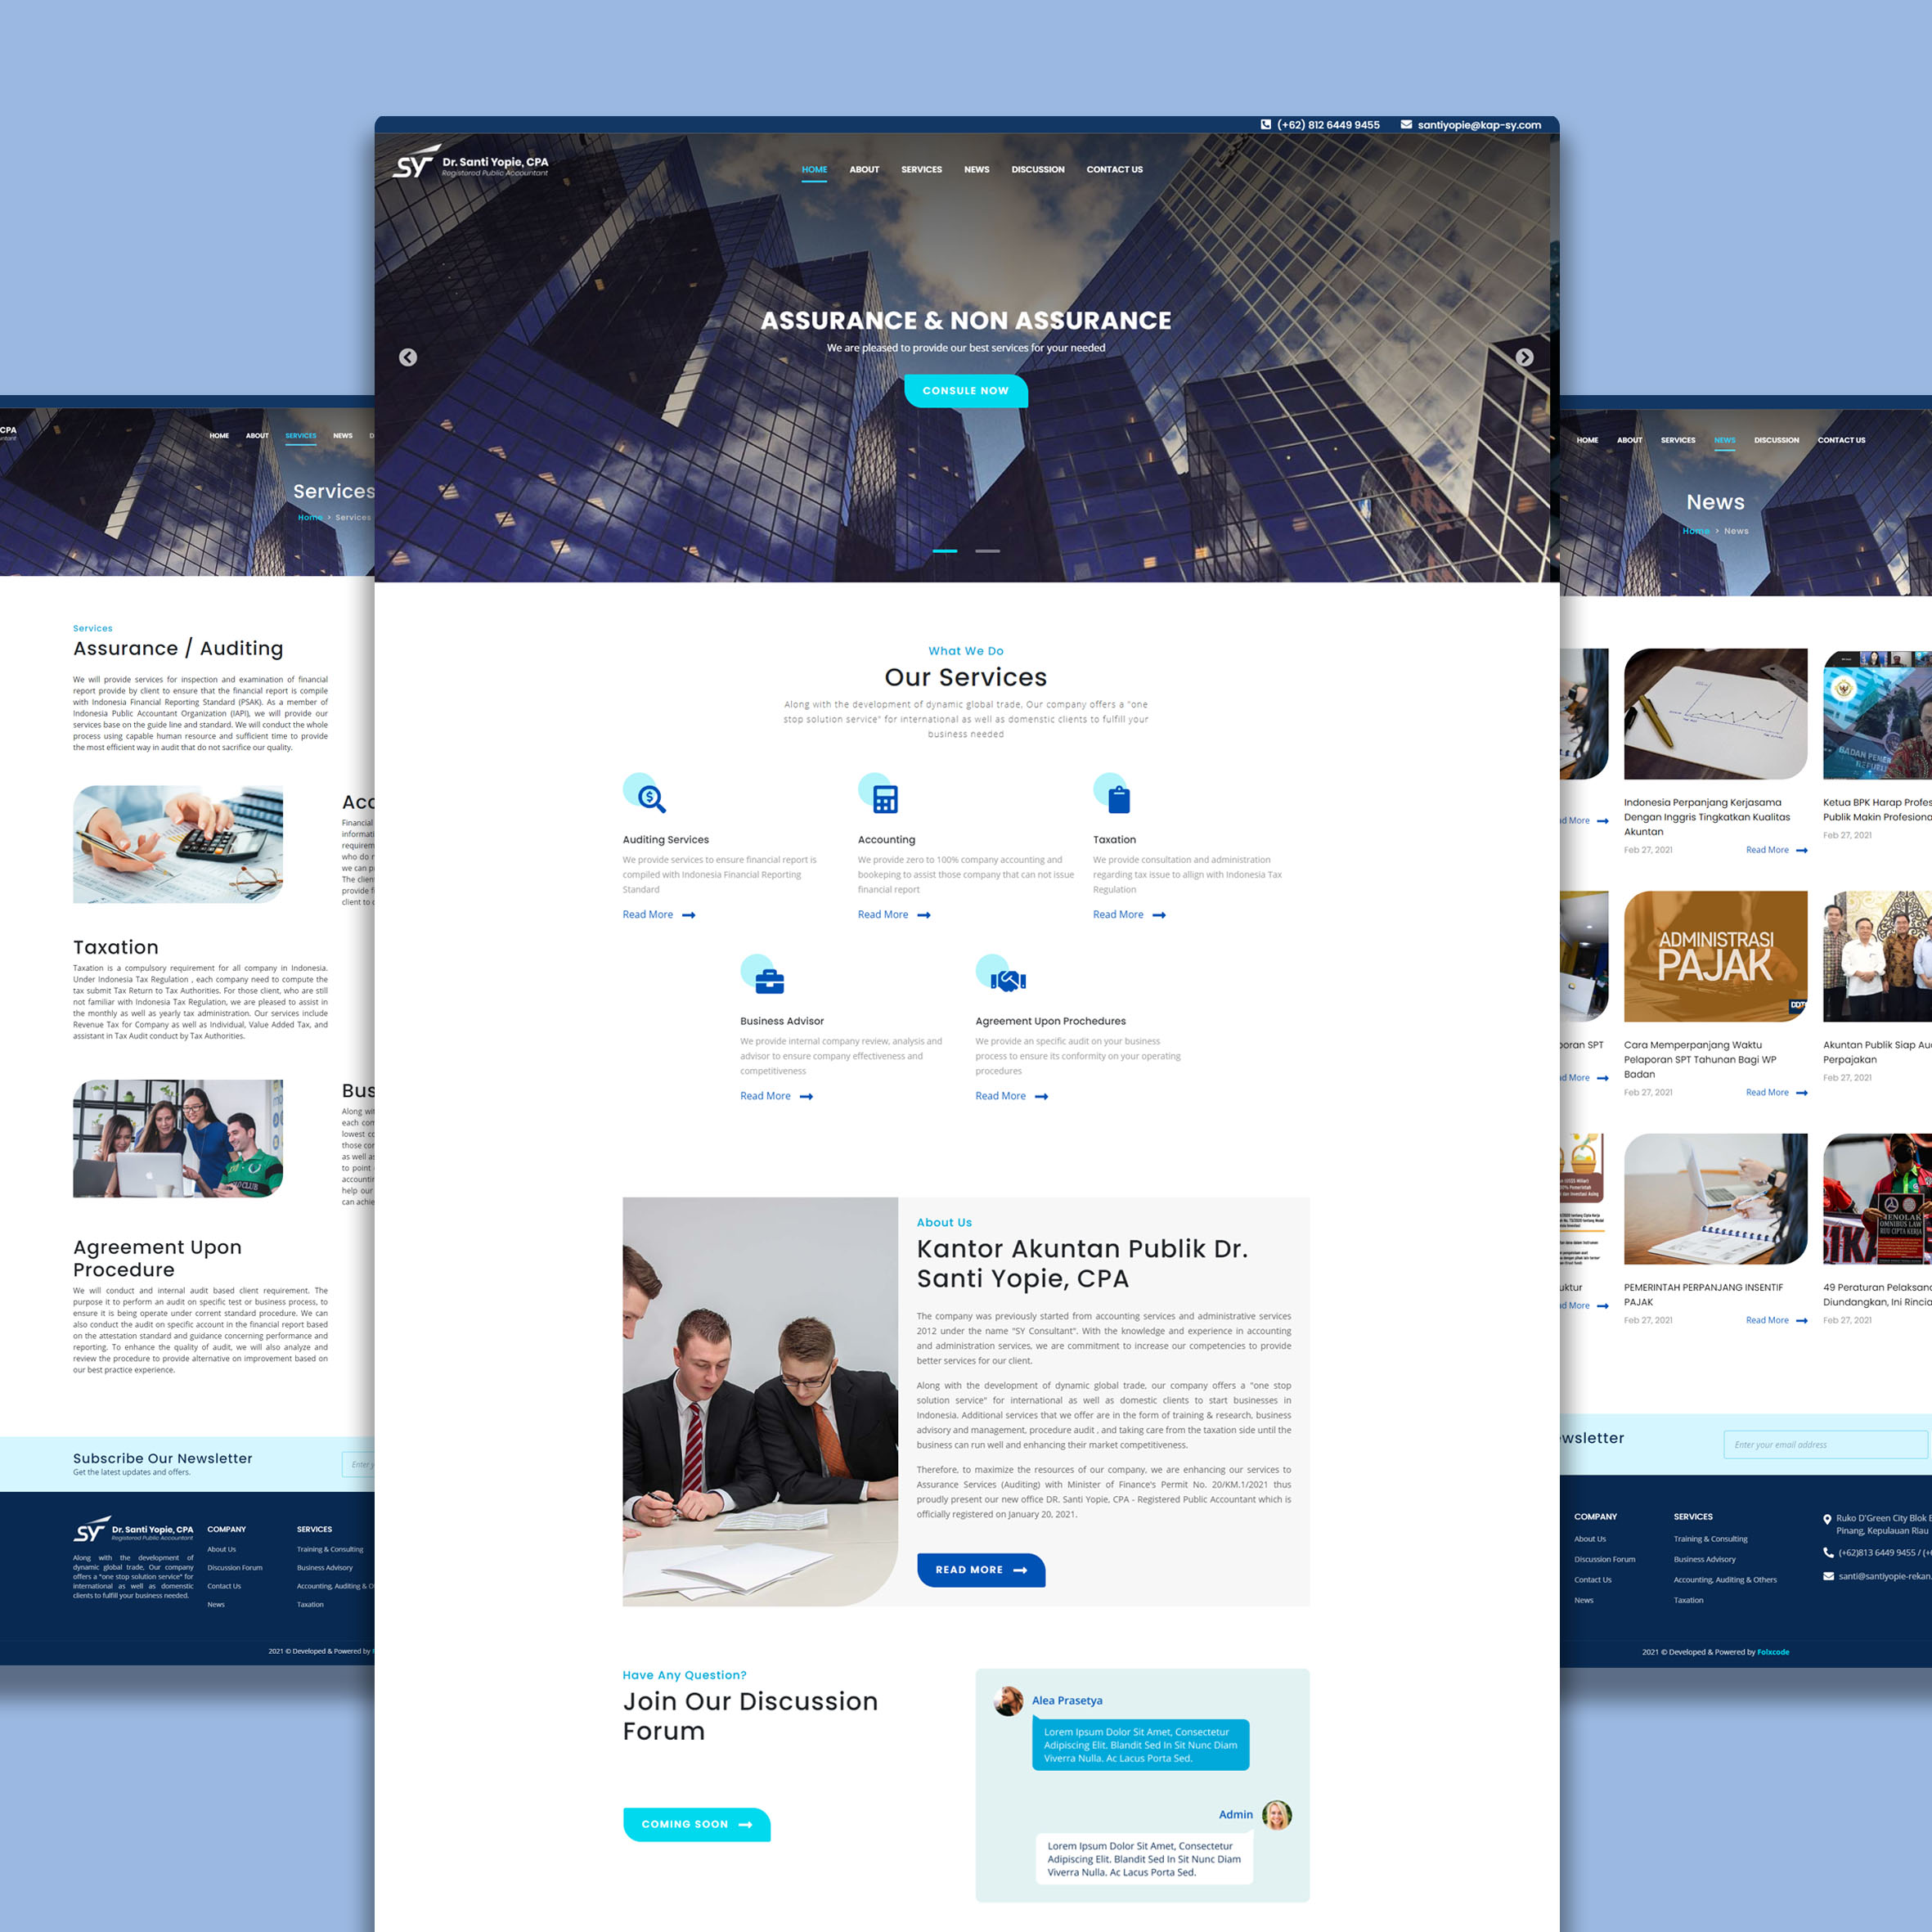 (+62) 812 6449 9455
santiyopie@kap-sy.com
SY
Dr. Santi Yopie, CPA
Registered Public Accountant
HOME ABOUT SERVICES NEWS DISCUSSION CONTACT US
ASSURANCE & NON ASSURANCE
We are pleased to provide our best services for your needed
CONSULE NOW
What We Do
Our Services
Along with the development of dynamic global trade, Our company offers a "one
stop solution service" for international as well as domenstic clients to fulfill your
business needed
Auditing Services
We provide services to ensure financial report is
compiled with Indonesia Financial Reporting
Standard
Read More
Accounting
We provide zero to 100% company accounting and
bookeping to assist those company that can not issue
financial report
Read More
Taxation
We provide consultation and administration
regarding tax issue to allign with Indonesia Tax
Regulation
Read More
Business Advisor
We provide internal company review, analysis and
advisor to ensure company effectiveness and
competitiveness
Read More
Agreement Upon Prochedures
We provide an specific audit on your business
process to ensure its conformity on your operating
procedures
Read More
About Us
Kantor Akuntan Publik Dr.
Santi Yopie, CPA
The company was previously started from accounting services and administrative services
2012 under the name "SY Consultant". With the knowledge and experience in accounting
and administration services, we are commitment to increase our competencies to provide
better services for our client.
Along with the development of dynamic global trade, our company offers a "one stop
solution service" for international as well as domestic clients to start businesses in
Indonesia. Additional services that we offer are in the form of training & research, business
advisory and management, procedure audit , and taking care from the taxation side until the
business can run well and enhancing their market competitiveness.
Therefore, to maximize the resources of our company, we are enhancing our services to
Assurance Services (Auditing) with Minister of Finance's Permit No. 20/KM.1/2021 thus
proudly present our new office DR. Santi Yopie, CPA - Registered Public Accountant which is
officially registered on January 20, 2021.
READ MORE
Have Any Question?
Join Our Discussion
Forum
COMING SOON
Alea Prasetya
Lorem Ipsum Dolor Sit Amet, Consectetur
Adipiscing Elit. Blandit Sed In Sit Nunc Diam
Viverra Nulla. Ac Lacus Porta Sed.
Admin
Lorem Ipsum Dolor Sit Amet, Consectetur
Adipiscing Elit. Blandit Sed In Sit Nunc Diam
Viverra Nulla. Ac Lacus Porta Sed.
CPA
HOME ABOUT SERVICES NEWS D
Services
Home > Services
Services
Assurance / Auditing
We will provide services for inspection and examination of financial
report provide by client to ensure that the financial report is compile
with Indonesia Financial Reporting Standard (PSAK). As a member of
Indonesia Public Accountant Organization (IAPI), we will provide our
services base on the guide line and standard. We will conduct the whole
process using capable human resource and sufficient time to provide
the most efficient way in audit that do not sacrifice our quality.
Acc
Financial
informati
requirem
who do r
we can p
The clien
provide f
client to c
Taxation
Taxation is a compulsory requirement for all company in Indonesia.
Under Indonesia Tax Regulation , each company need to compute the
tax submit Tax Return to Tax Authorities. For those client, who are still
not familiar with Indonesia Tax Regulation, we are pleased to assist in
the monthly as well as yearly tax administration. Our services include
Revenue Tax for Company as well as Individual, Value Added Tax, and
assistant in Tax Audit conduct by Tax Authorities.
CLUB
Bus
Along wit
each con
lowest cc
those cor
as well as
to point
accountin
help our
can achie
Agreement Upon
Procedure
We will conduct and internal audit based client requirement. The
purpose it to perform an audit on specific test or business process, to
ensure it is being operate under current standard procedure. We can
also conduct the audit on specific account in the financial report based
on the attestation standard and guidance concerning performance and
reporting. To enhance the quality of audit, we will also analyze and
review the procedure to provide alternative on improvement based on
our best practice experience.
Subscribe Our Newsletter
Get the latest updates and offers.
Enter y
SY
Dr. Santi Yopie, CPA
Registered Public Accountant
Along with the development of
dynamic global trade, Our company
offers a "one stop solution service" for
international as well as domenstic
clients to fulfill your business needed.
COMPANY
About Us
Discussion Forum
Contact Us
News
SERVICES
Training & Consulting
Business Advisory
Accounting, Auditing & O
Taxation
2021 © Developed & Powered by
HOME ABOUT SERVICES NEWS DISCUSSION CONTACT US
News
Home > News
d More
Indonesia Perpanjang Kerjasama
Dengan Inggris Tingkatkan Kualitas
Akuntan
Feb 27, 2021
Read More
BADAN PEMER
REPUBL
Ketua BPK Harap Profes
Publik Makin Profesiona
Feb 27, 2021
poran SPT
d More
ADMINISTRASI
PAJAK
DDT
Cara Memperpanjang Waktu
Pelaporan SPT Tahunan Bagi WP
Badan
Feb 27, 2021
Read More
Akuntan Publik Siap Au
Perpajakan
Feb 27, 2021
uktur
d More
PEMERINTAH PERPANJANG INSENTIF
PAJAK
Feb 27, 2021
Read More
MENOLAK
OMNIBUS LAW
RUU CIPTA KERJA
49 Peraturan Pelaksana
Diundangkan, Ini Rincia
Feb 27, 2021
wsletter
Enter your email address
COMPANY
About Us
Discussion Forum
Contact Us
News
SERVICES
Training & Consulting
Business Advisory
Accounting, Auditing & Others
Taxation
Ruko D'Green City Blok E
Pinang, Kepulauan Riau
(+62)813 6449 9455 / (+
santi@santiyopie-rekan.
2021 © Developed & Powered by Folxcode